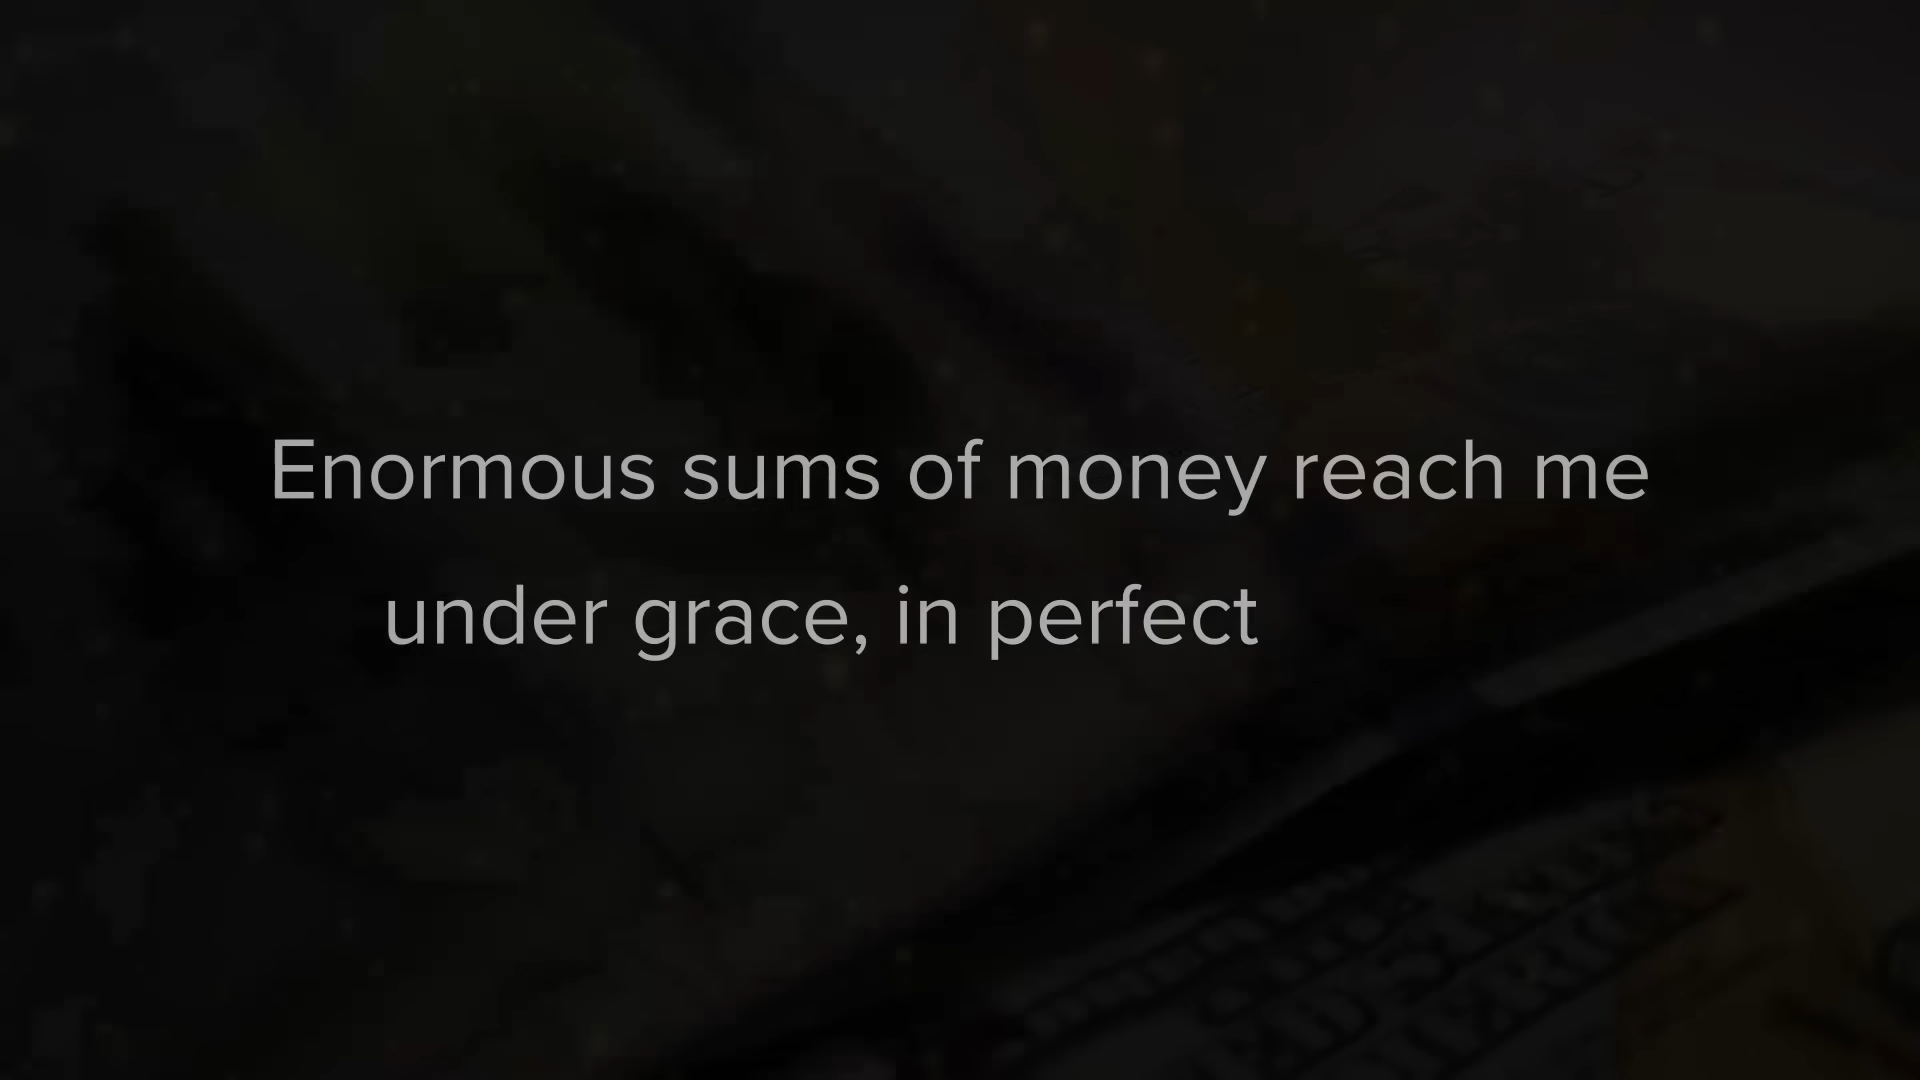 Enormous sums of money reach me
under grace, in perfect